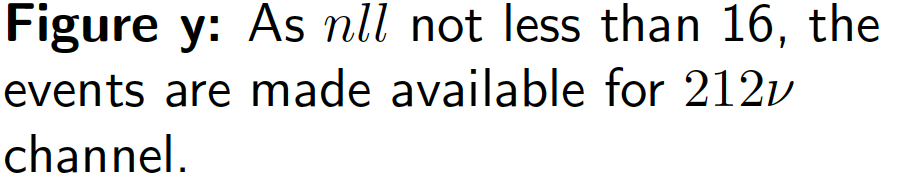 Figure y: As nll not less than 16, the
events are made available for 212ν
channel.